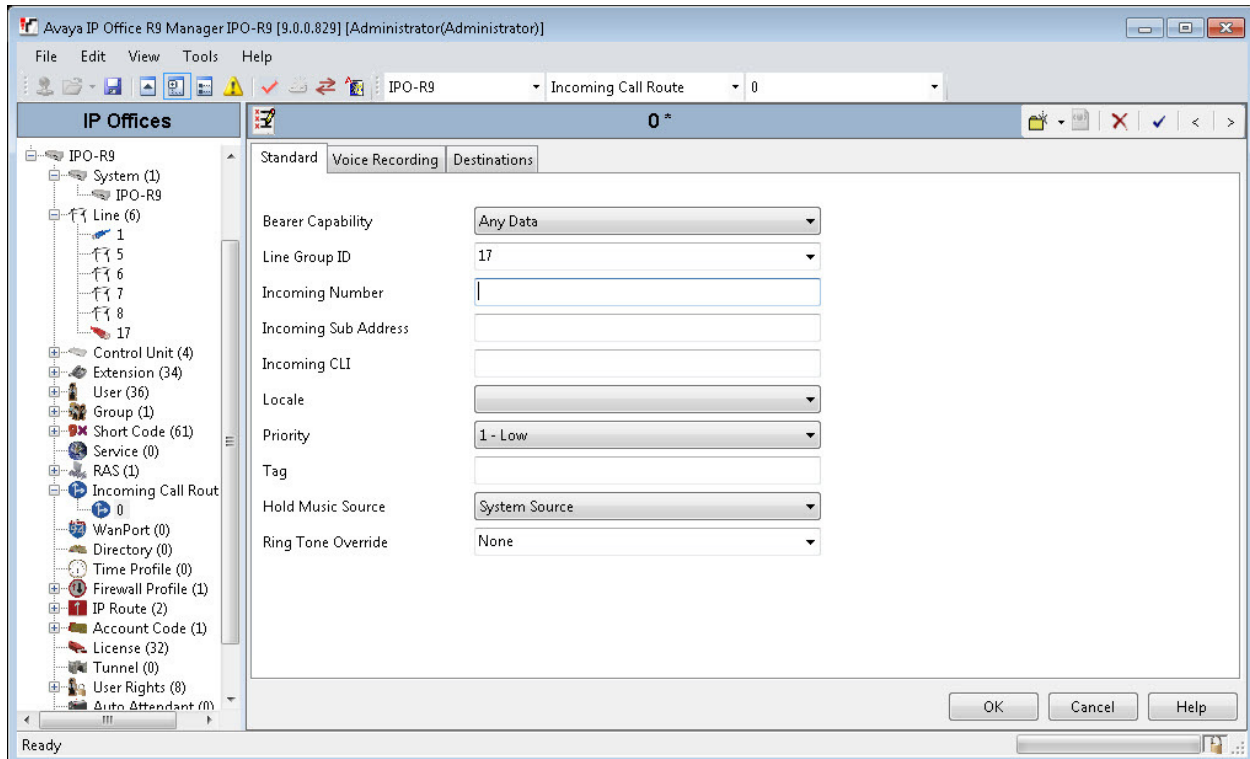 Avaya IP Office R9 Manager IPO-R9 [9.0.0.829] [Administrator(Administrator)]
File Edit View Tools Help
IPO-R9 Incoming Call Route 0
IP Offices
0 *
IPO-R9
System (1)
IPO-R9
Line (6)
1
5
6
7
8
17
Control Unit (4)
Extension (34)
User (36)
Group (1)
Short Code (61)
Service (0)
RAS (1)
Incoming Call Rout
0
WanPort (0)
Directory (0)
Time Profile (0)
Firewall Profile (1)
IP Route (2)
Account Code (1)
License (32)
Tunnel (0)
User Rights (8)
Auto Attendant (0)
Standard Voice Recording Destinations
Bearer Capability Any Data
Line Group ID 17
Incoming Number
Incoming Sub Address
Incoming CLI
Locale
Priority 1 - Low
Tag
Hold Music Source System Source
Ring Tone Override None
OK Cancel Help
Ready